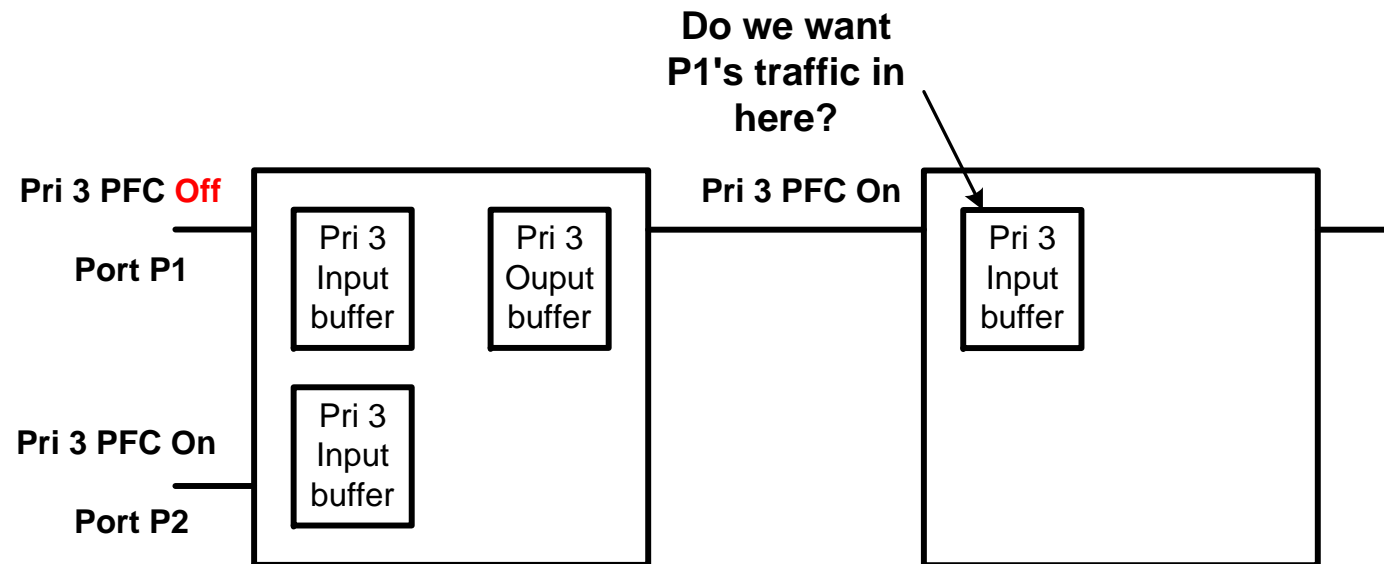 Do we want
P1's traffic in
here?
Pri 3 PFC Off
Port P1
Pri 3
Input
buffer
Pri 3
Ouput
buffer
Pri 3 PFC On
Pri 3
Input
buffer
Pri 3 PFC On
Port P2
Pri 3
Input
buffer